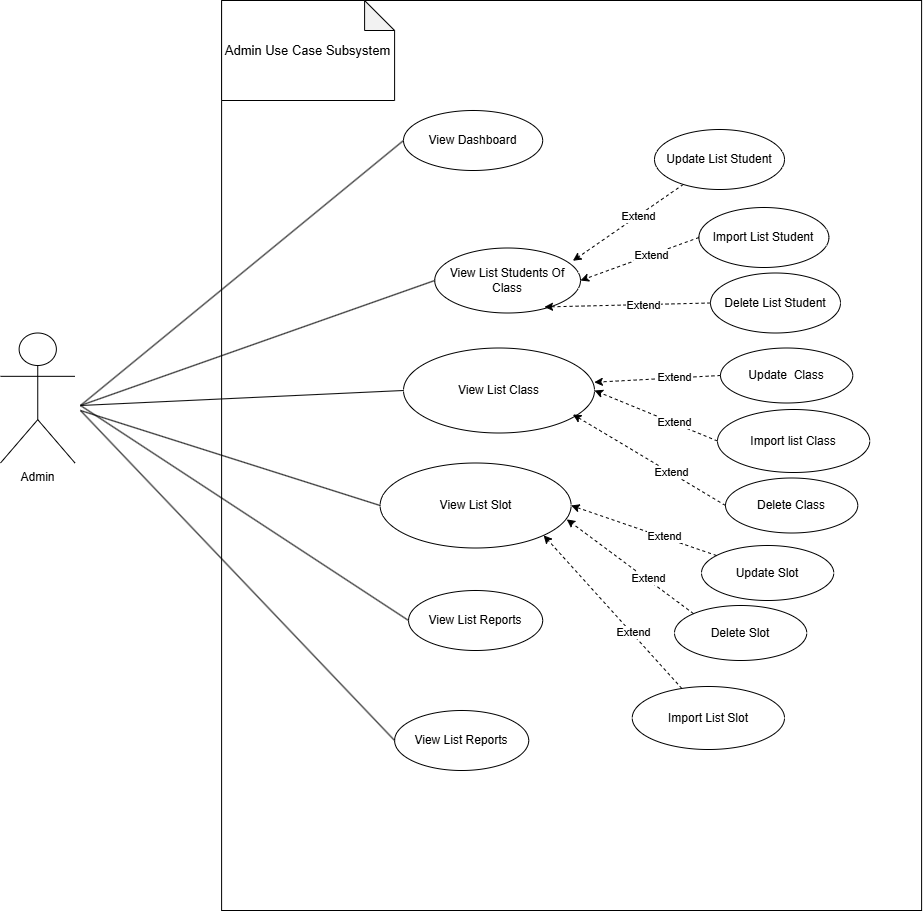 Admin Use Case Subsystem
View Dashboard
Update List Student
Extend
Import List Student
Extend
View List Students Of
Class
Delete List Student
Extend
Update  Class
Extend
View List Class
Extend
Import list Class
Extend
Delete Class
Admin
View List Slot
Extend
Update Slot
Extend
Delete Slot
View List Reports
Extend
Import List Slot
View List Reports